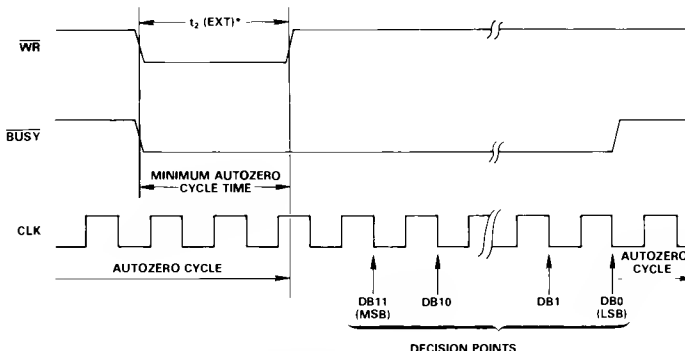 t₂ (EXT)*
WR
BUSY
MINIMUM AUTOZERO
CYCLE TIME
CLK
AUTOZERO CYCLE
AUTOZERO
CYCLE
DB11
(MSB)
DB10
DB1
DB0
(LSB)
DECISION POINTS